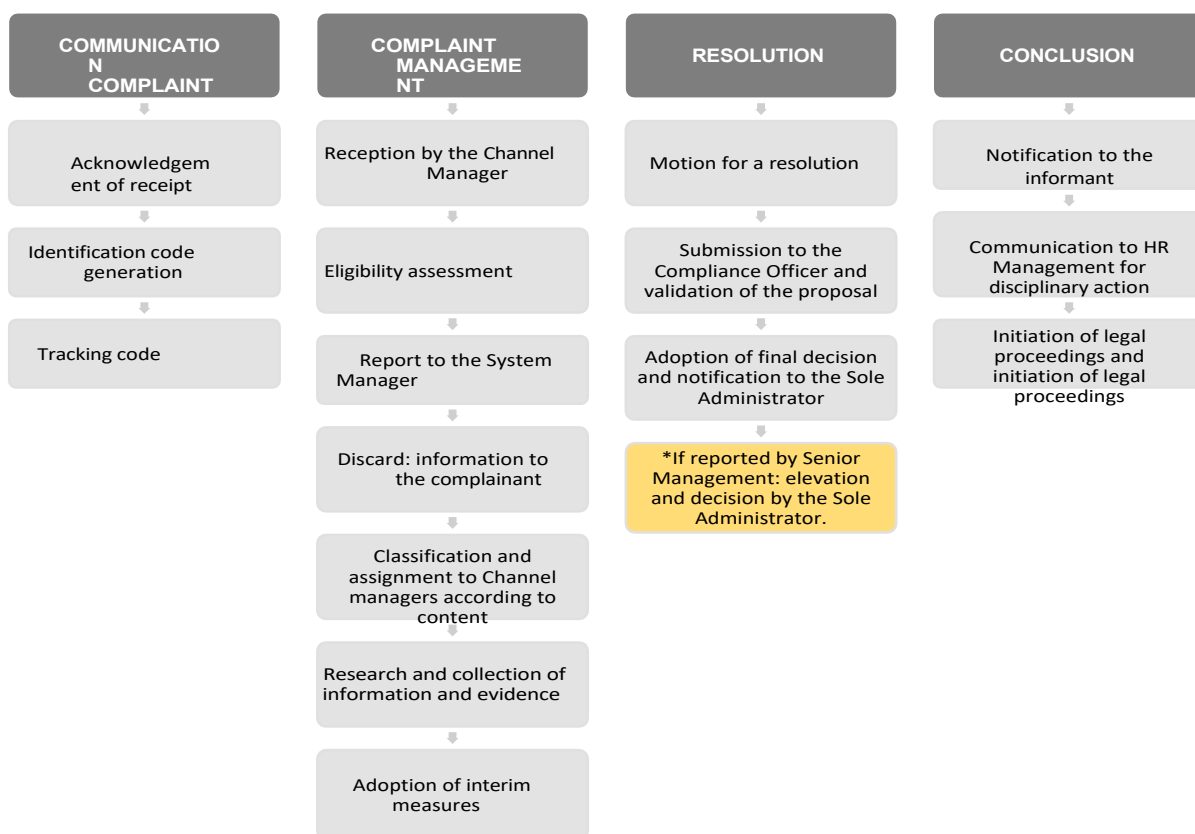 COMMUNICATIO
N
COMPLAINT
Acknowledgem
ent of receipt
Identification code
generation
Tracking code
COMPLAINT
MANAGEME
NT
Reception by the Channel
Manager
Eligibility assessment
Report to the System
Manager
Discard: information to
the complainant
Classification and
assignment to Channel
managers according to
content
Research and collection of
information and evidence
Adoption of interim
measures
RESOLUTION
Motion for a resolution
Submission to the
Compliance Officer and
validation of the proposal
Adoption of final decision
and notification to the Sole
Administrator
*If reported by Senior
Management: elevation
and decision by the Sole
Administrator.
CONCLUSION
Notification to the
informant
Communication to HR
Management for
disciplinary action
Initiation of legal
proceedings and
initiation of legal
proceedings